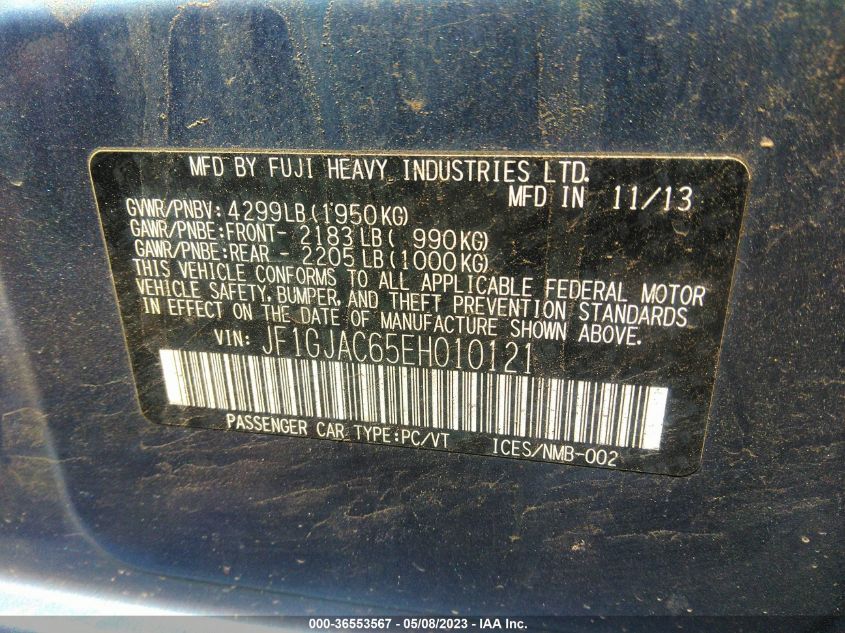 MFD BY FUJI HEAVY INDUSTRIES LTD.
MFD IN 11/13
GVWR/PNBV: 4299LB(1950KG)
GAWR/PNBE:FRONT- 2183LB( 990KG)
GAWR/PNBE:REAR - 2205LB(1000KG)
THIS VEHICLE CONFORMS TO ALL APPLICABLE FEDERAL MOTOR
VEHICLE SAFETY, BUMPER, AND THEFT PREVENTION STANDARDS
IN EFFECT ON THE DATE OF MANUFACTURE SHOWN ABOVE.
VIN: JF1GJAC65EH010121
PASSENGER CAR TYPE:PC/VT ICES/NMB-002
000-36553567 - 05/08/2023 - IAA Inc.